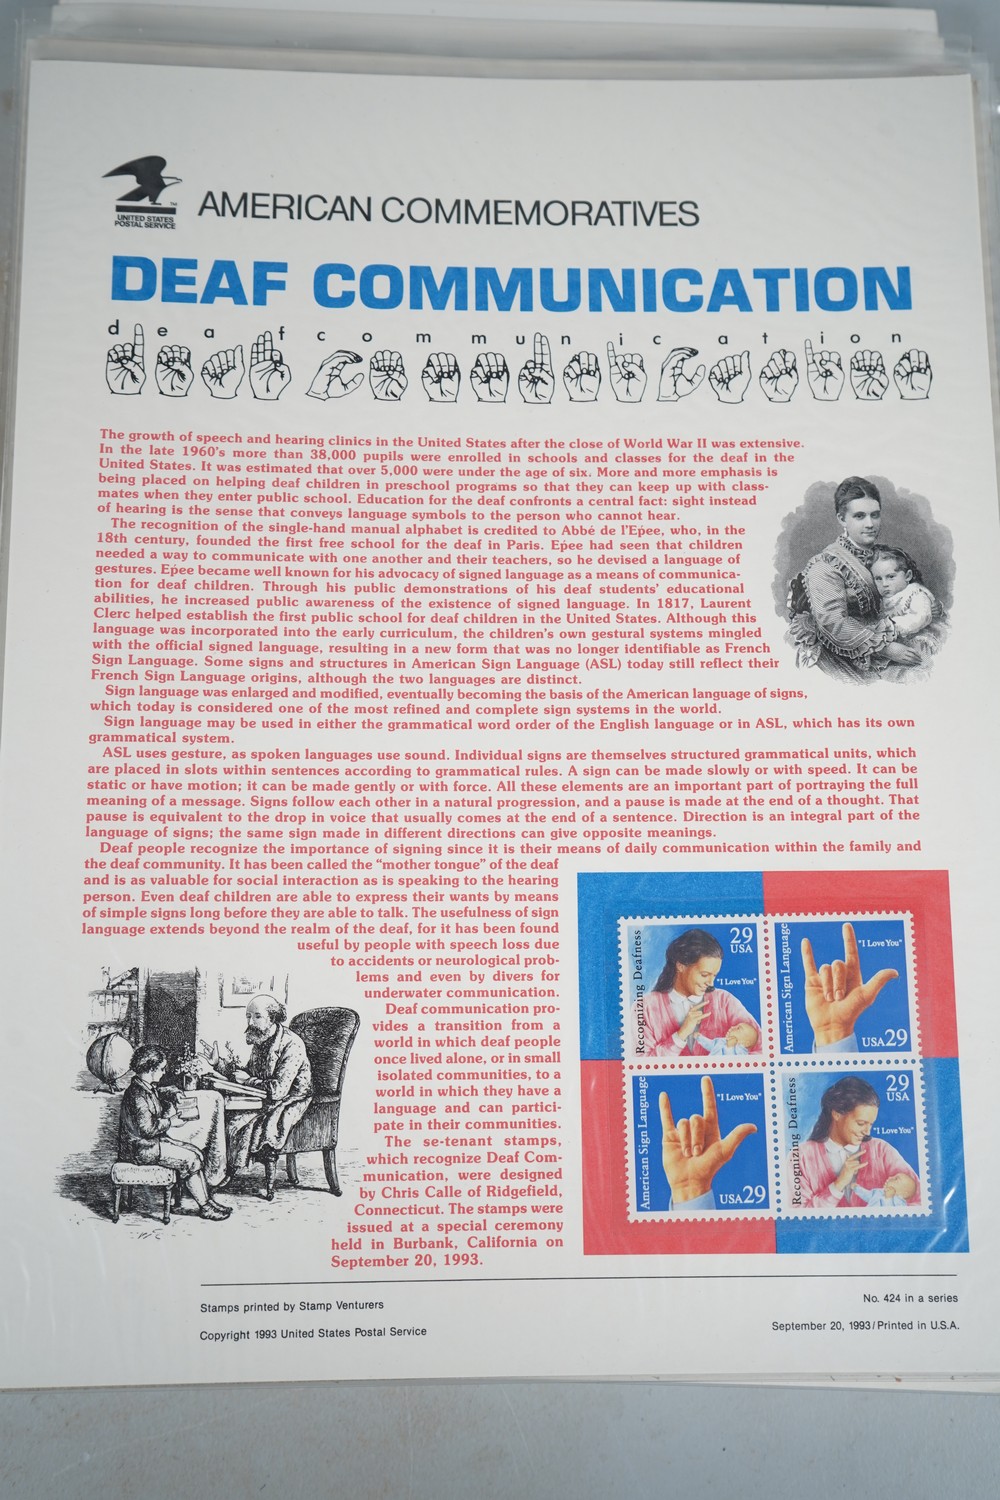 UNITED STATES
POSTAL SERVICE
TM
AMERICAN COMMEMORATIVES
DEAF COMMUNICATION
d e a f c o m m u n i c a t i o n
The growth of speech and hearing clinics in the United States after the close of World War II was extensive.
In the late 1960's more than 38,000 pupils were enrolled in schools and classes for the deaf in the
United States. It was estimated that over 5,000 were under the age of six. More and more emphasis is
being placed on helping deaf children in preschool programs so that they can keep up with class-
mates when they enter public school. Education for the deaf confronts a central fact: sight instead
of hearing is the sense that conveys language symbols to the person who cannot hear.
The recognition of the single-hand manual alphabet is credited to Abbé de l'Epée, who, in the
18th century, founded the first free school for the deaf in Paris. Epée had seen that children
needed a way to communicate with one another and their teachers, so he devised a language of
gestures. Epée became well known for his advocacy of signed language as a means of communica-
tion for deaf children. Through his public demonstrations of his deaf students' educational
abilities, he increased public awareness of the existence of signed language. In 1817, Laurent
Clerc helped establish the first public school for deaf children in the United States. Although this
language was incorporated into the early curriculum, the children's own gestural systems mingled
with the official signed language, resulting in a new form that was no longer identifiable as French
Sign Language. Some signs and structures in American Sign Language (ASL) today still reflect their
French Sign Language origins, although the two languages are distinct.
Sign language was enlarged and modified, eventually becoming the basis of the American language of signs,
which today is considered one of the most refined and complete sign systems in the world.
Sign language may be used in either the grammatical word order of the English language or in ASL, which has its own
grammatical system.
ASL uses gesture, as spoken languages use sound. Individual signs are themselves structured grammatical units, which
are placed in slots within sentences according to grammatical rules. A sign can be made slowly or with speed. It can be
static or have motion; it can be made gently or with force. All these elements are an important part of portraying the full
meaning of a message. Signs follow each other in a natural progression, and a pause is made at the end of a thought. That
pause is equivalent to the drop in voice that usually comes at the end of a sentence. Direction is an integral part of the
language of signs; the same sign made in different directions can give opposite meanings.
Deaf people recognize the importance of signing since it is their means of daily communication within the family and
the deaf community. It has been called the "mother tongue" of the deaf
and is as valuable for social interaction as is speaking to the hearing
person. Even deaf children are able to express their wants by means
of simple signs long before they are able to talk. The usefulness of sign
language extends beyond the realm of the deaf, for it has been found
useful by people with speech loss due
to accidents or neurological prob-
lems and even by divers for
underwater communication.
Deaf communication pro-
vides a transition from a
world in which deaf people
once lived alone, or in small
isolated communities, to a
world in which they have a
language and can partici-
pate in their communities.
The se-tenant stamps,
which recognize Deaf Com-
munication, were designed
by Chris Calle of Ridgefield,
Connecticut. The stamps were
issued at a special ceremony
held in Burbank, California on
September 20, 1993.
Recognizing Deafness
29
USA
"I Love You"
American Sign Language
"I Love You"
USA 29
American Sign Language
"I Love You"
USA 29
Recognizing Deafness
29
USA
"I Love You"
Stamps printed by Stamp Venturers
No. 424 in a series
Copyright 1993 United States Postal Service
September 20, 1993/Printed in U.S.A.